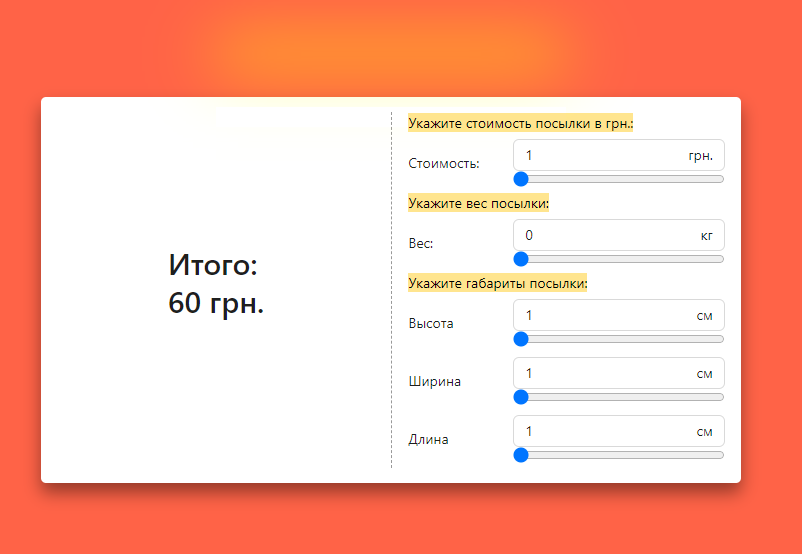 Итого:
60 грн.
Укажите стоимость посылки в грн.:
Стоимость: 1 грн.
Укажите вес посылки:
Вес: 0 кг
Укажите габариты посылки:
Высота 1 см
Ширина 1 см
Длина 1 см